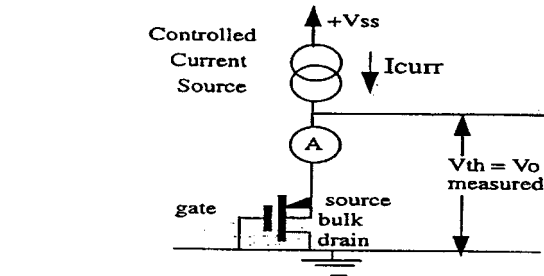 +Vss
Controlled
Current
Source
Icurr
A
Vth = Vo
measured
gate
source
bulk
drain